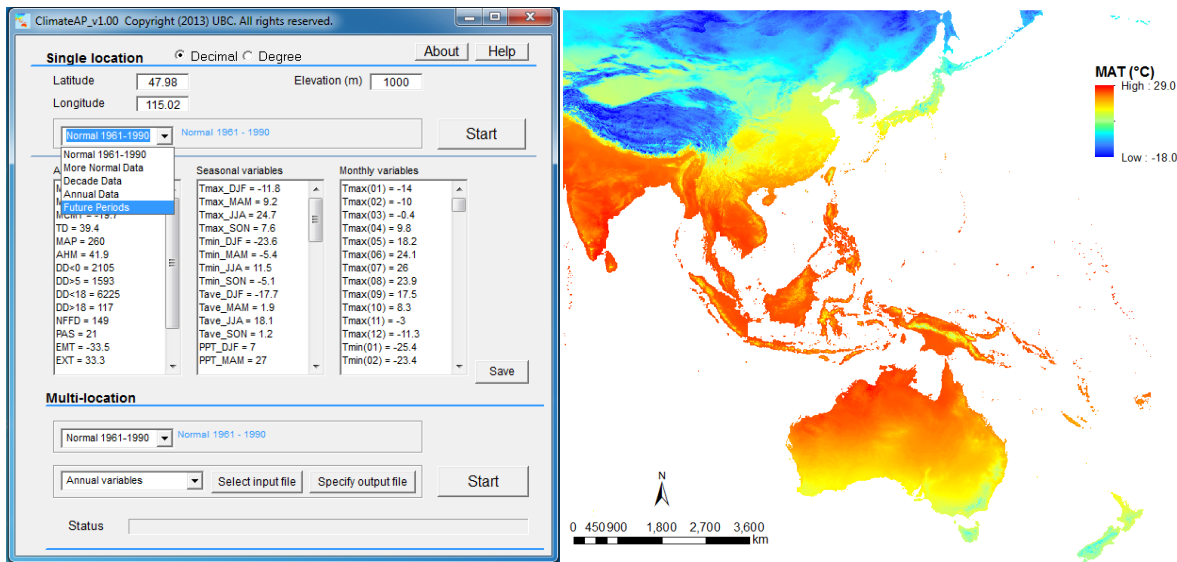 ClimateAP_v1.00 Copyright (2013) UBC. All rights reserved.
Single location
Decimal
Degree
About
Help
Latitude
47.98
Elevation (m)
1000
Longitude
115.02
Normal 1961-1990
Normal 1961 - 1990
Start
Normal 1961-1990
More Normal Data
Decade Data
Annual Data
Future Periods
TD = 39.4
MAP = 260
AHM = 41.9
DD<0 = 2105
DD>5 = 1593
DD<18 = 6225
DD>18 = 117
NFFD = 149
PAS = 21
EMT = -33.5
EXT = 33.3
Seasonal variables
Tmax_DJF = -11.8
Tmax_MAM = 9.2
Tmax_JJA = 24.7
Tmax_SON = 7.6
Tmin_DJF = -23.6
Tmin_MAM = -5.4
Tmin_JJA = 11.5
Tmin_SON = -5.1
Tave_DJF = -17.7
Tave_MAM = 1.9
Tave_JJA = 18.1
Tave_SON = 1.2
PPT_DJF = 7
PPT_MAM = 27
Monthly variables
Tmax(01) = -14
Tmax(02) = -10
Tmax(03) = -0.4
Tmax(04) = 9.8
Tmax(05) = 18.2
Tmax(06) = 24.1
Tmax(07) = 26
Tmax(08) = 23.9
Tmax(09) = 17.5
Tmax(10) = 8.3
Tmax(11) = -3
Tmax(12) = -11.3
Tmin(01) = -25.4
Tmin(02) = -23.4
Save
Multi-location
Normal 1961-1990
Normal 1961 - 1990
Annual variables
Select input file
Specify output file
Start
Status
MAT (°C)
High : 29.0
Low : -18.0
N
0 450 900 1,800 2,700 3,600
km